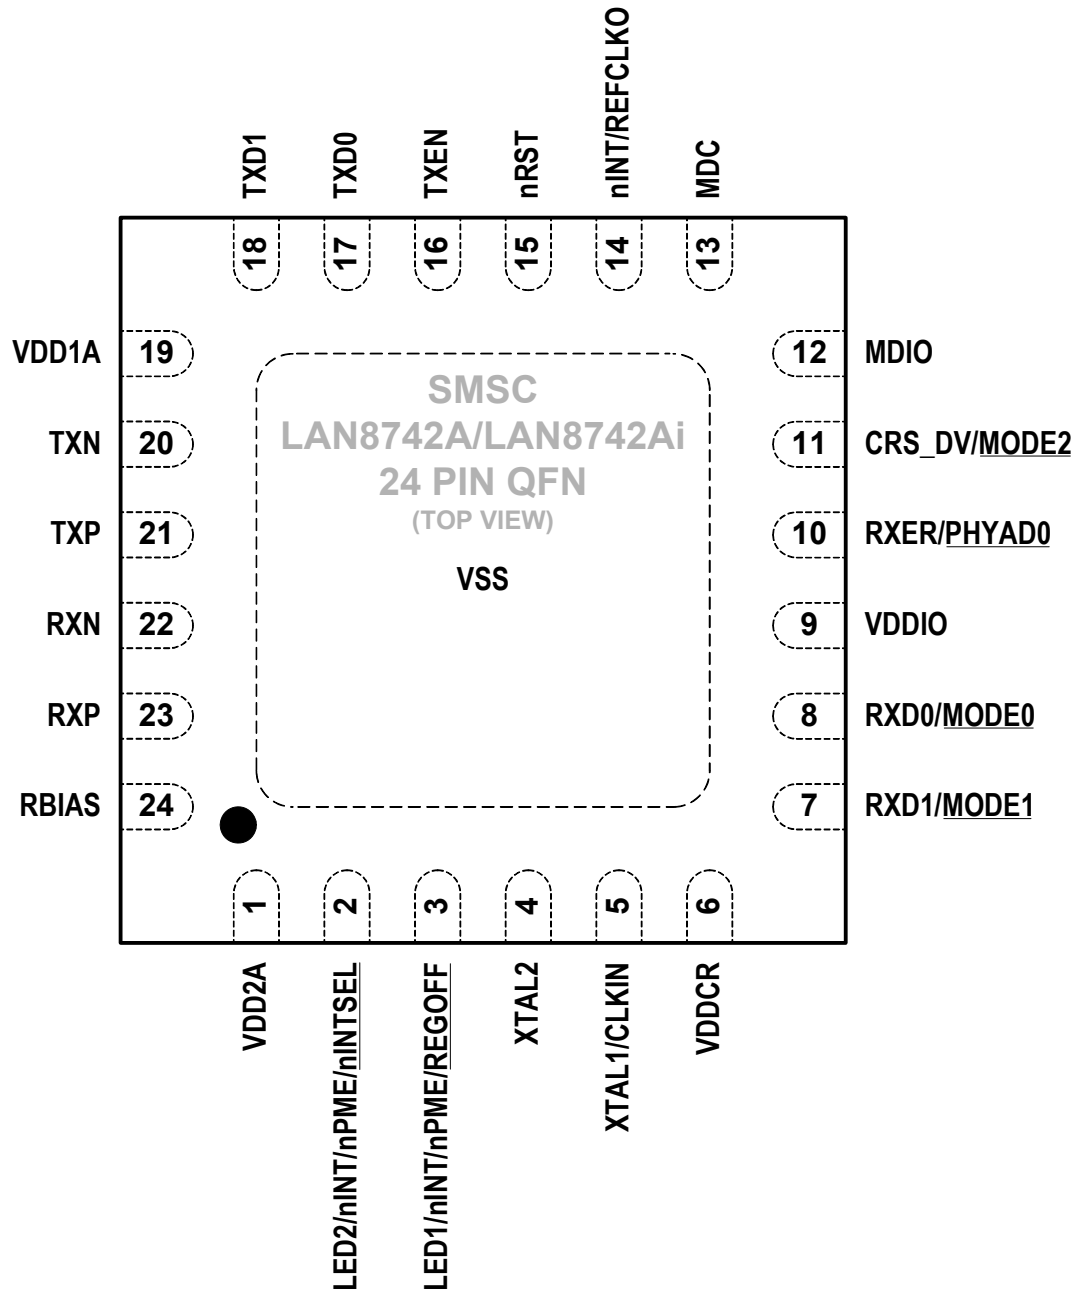 TXD1
TXD0
TXEN
nRST
nINT/REFCLKO
MDC
18
17
16
15
14
13
VDD1A 19
TXN 20
TXP 21
RXN 22
RXP 23
RBIAS 24
SMSC
LAN8742A/LAN8742Ai
24 PIN QFN
(TOP VIEW)
VSS
12 MDIO
11 CRS_DV/MODE2
10 RXER/PHYAD0
9 VDDIO
8 RXD0/MODE0
7 RXD1/MODE1
1
2
3
4
5
6
VDD2A
LED2/nINT/nPME/nINTSEL
LED1/nINT/nPME/REGOFF
XTAL2
XTAL1/CLKIN
VDDCR